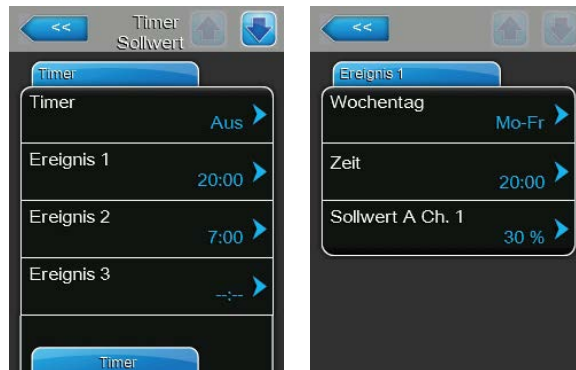 <<
Timer
Sollwert
Timer
Timer
Aus
Ereignis 1
20:00
Ereignis 2
7:00
Ereignis 3
--:--
Timer
<<
Ereignis 1
Wochentag
Mo-Fr
Zeit
20:00
Sollwert A Ch. 1
30 %